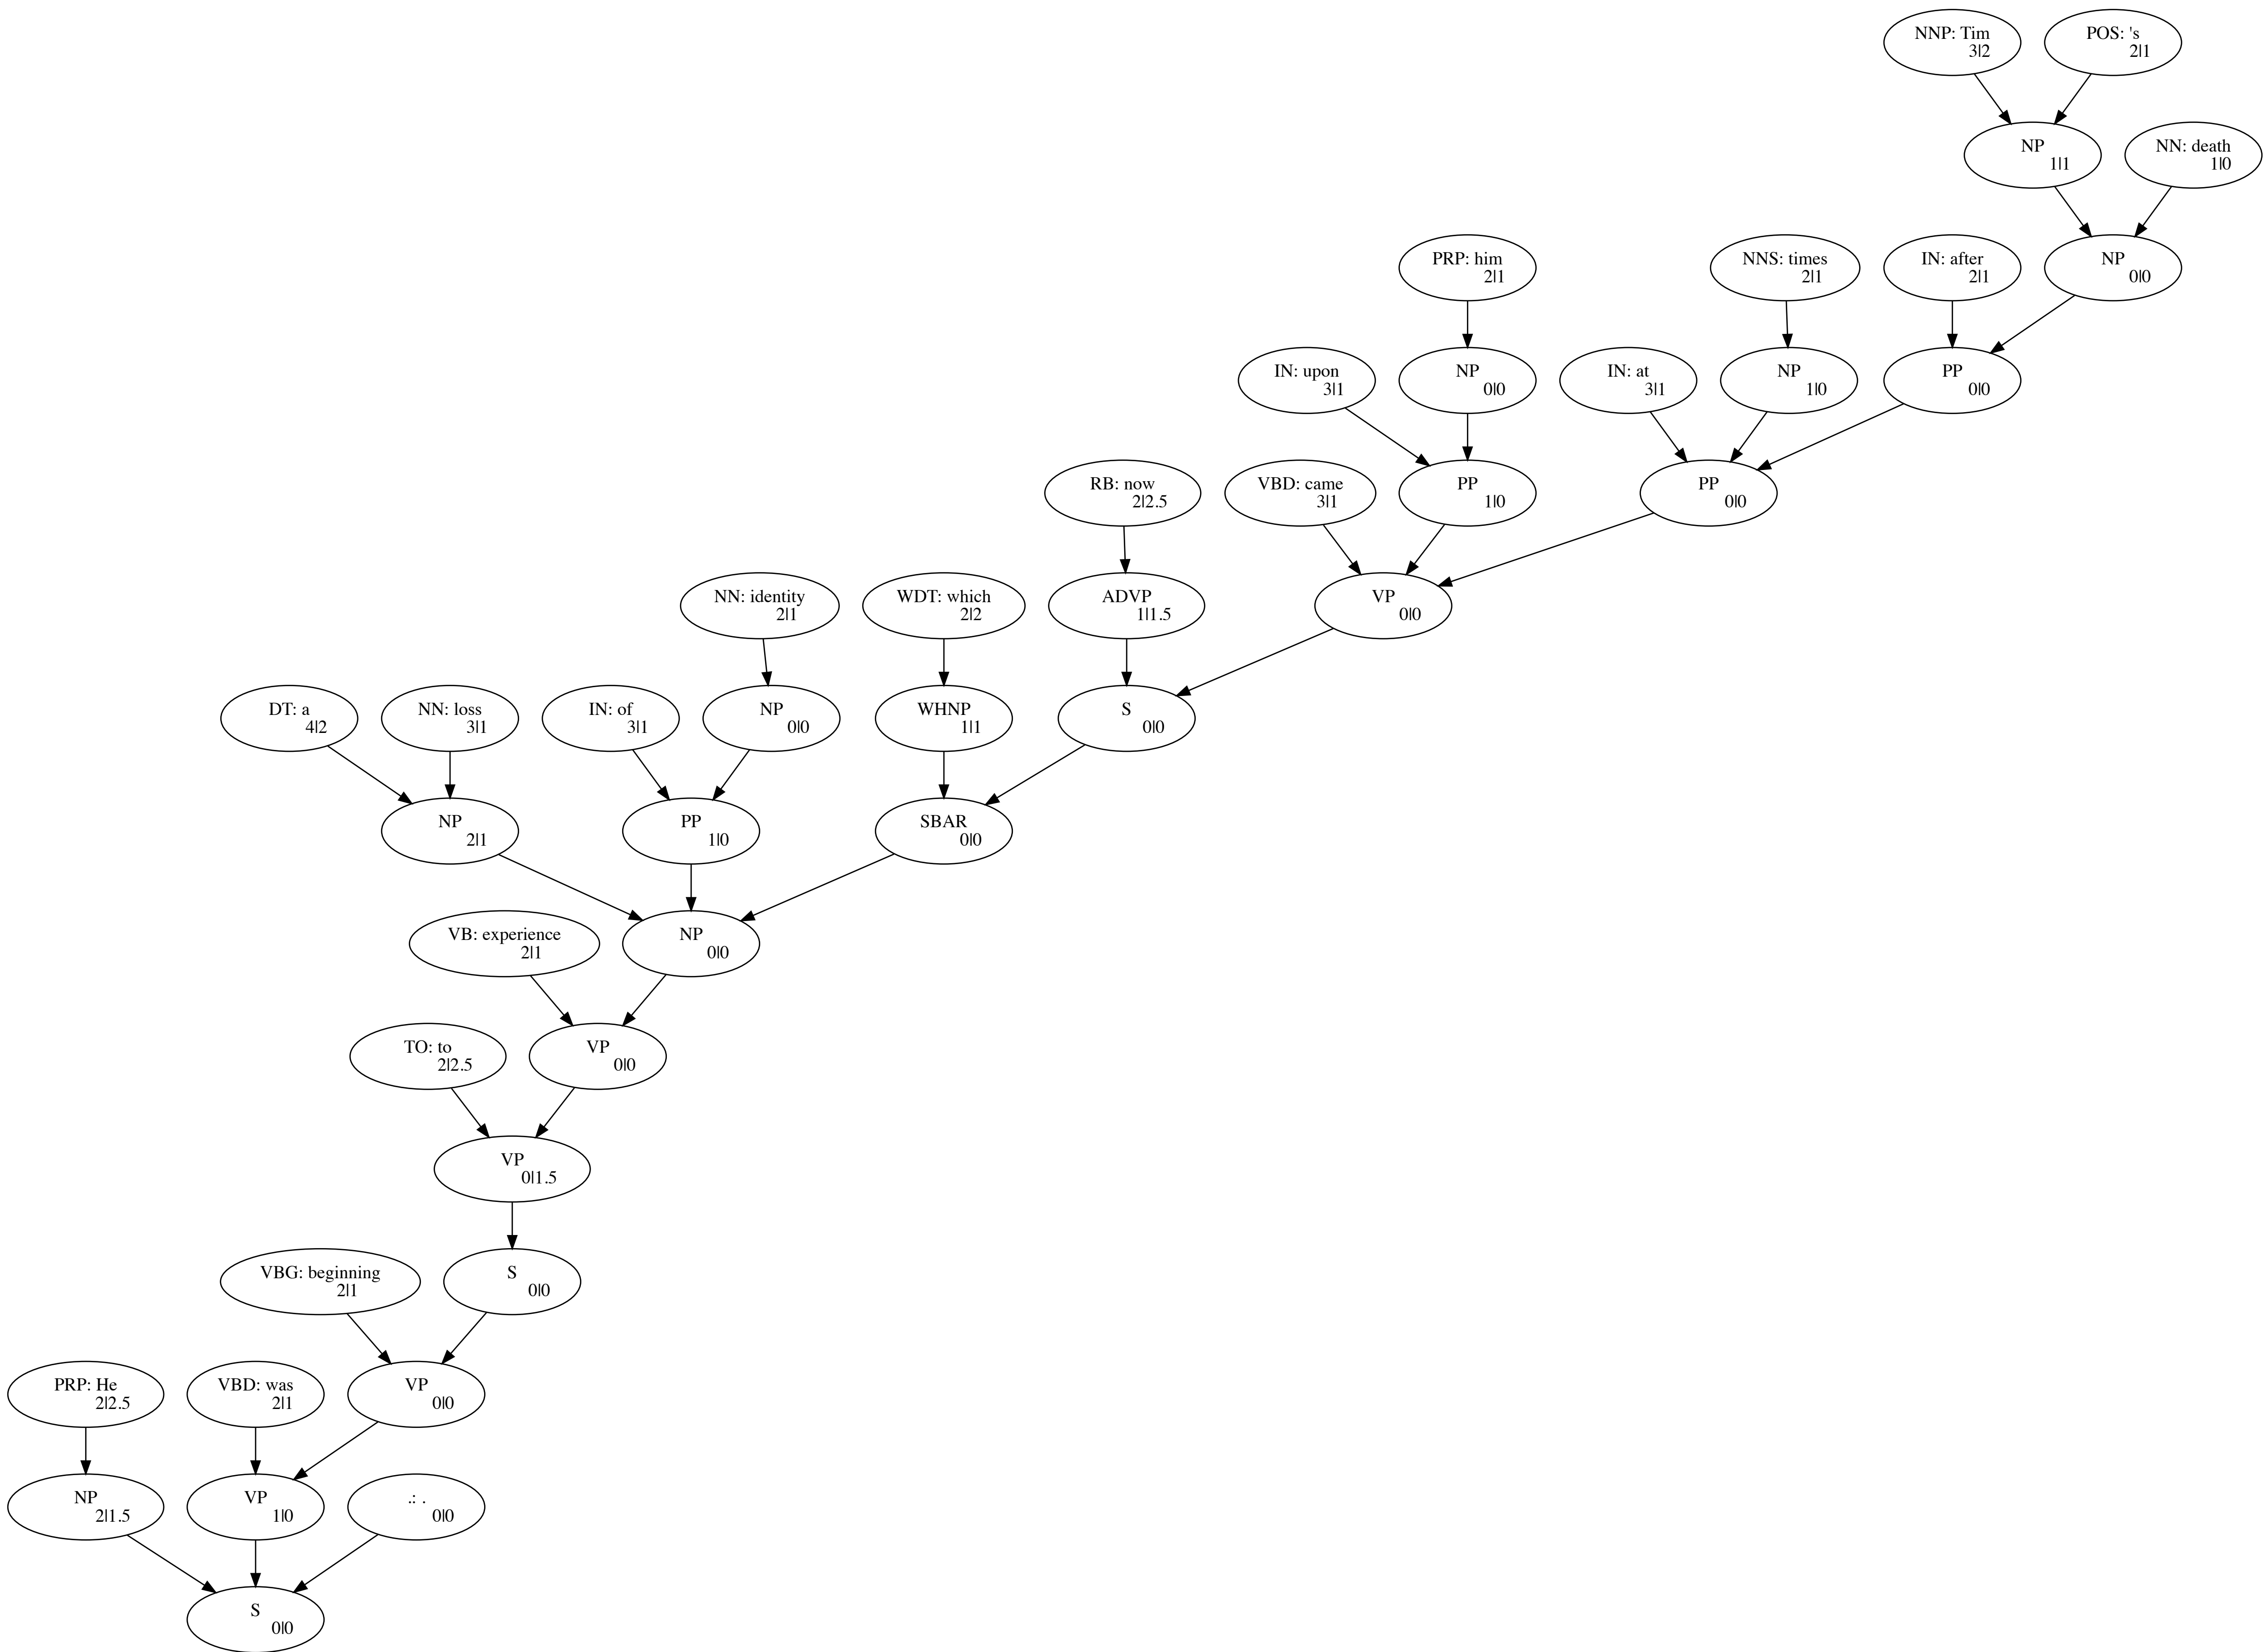 NNP: Tim
3|2
POS: 's
2|1
NP
1|1
NN: death
1|0
PRP: him
2|1
NNS: times
2|1
IN: after
2|1
NP
0|0
IN: upon
3|1
NP
0|0
IN: at
3|1
NP
1|0
PP
0|0
RB: now
2|2.5
VBD: came
3|1
PP
1|0
PP
0|0
NN: identity
2|1
WDT: which
2|2
ADVP
1|1.5
VP
0|0
DT: a
4|2
NN: loss
3|1
IN: of
3|1
NP
0|0
WHNP
1|1
S
0|0
NP
2|1
PP
1|0
SBAR
0|0
VB: experience
2|1
NP
0|0
TO: to
2|2.5
VP
0|0
VP
0|1.5
VBG: beginning
2|1
S
0|0
PRP: He
2|2.5
VBD: was
2|1
VP
0|0
NP
2|1.5
VP
1|0
.: .
0|0
S
0|0